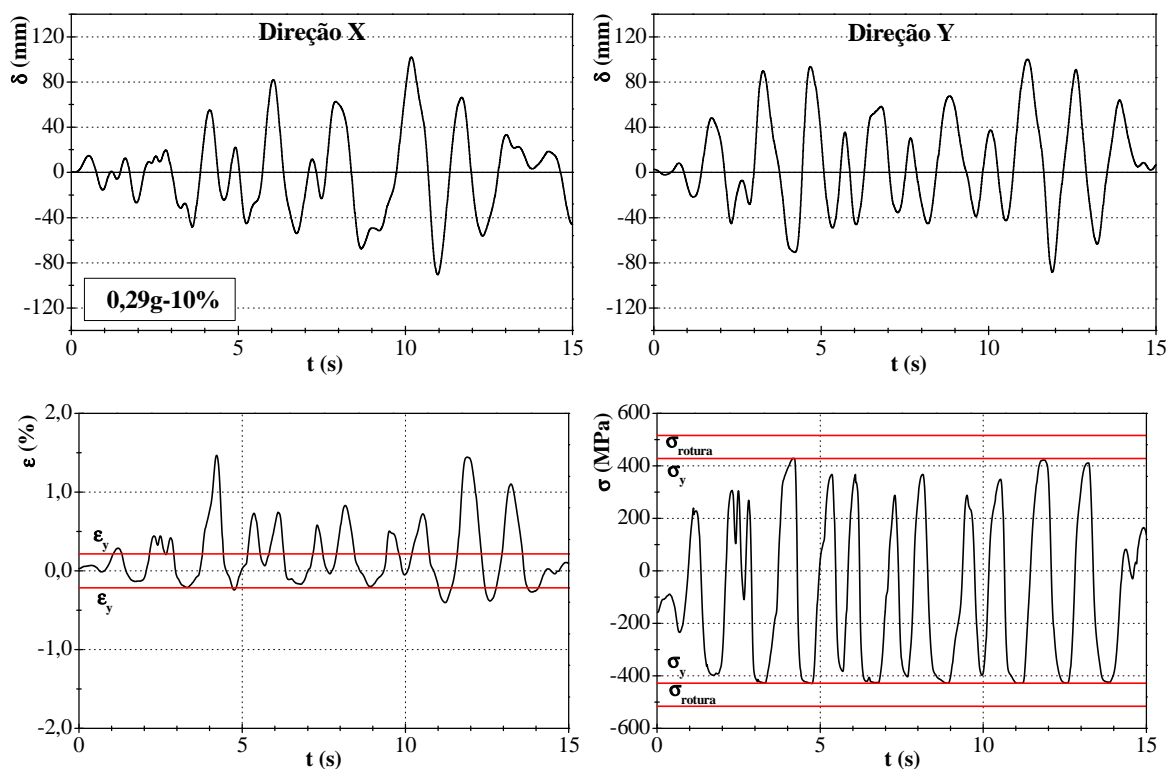 Direção X
δ (mm)
120
80
40
0
-40
-80
-120
0,29g-10%
0 5 10 15
t (s)
Direção Y
δ (mm)
120
80
40
0
-40
-80
-120
0 5 10 15
t (s)
ε (%)
2,0
1,0
0,0
-1,0
-2,0
εy
εy
0 5 10 15
t (s)
σ (MPa)
600
400
200
0
-200
-400
-600
σrotura
σy
σy
σrotura
0 5 10 15
t (s)